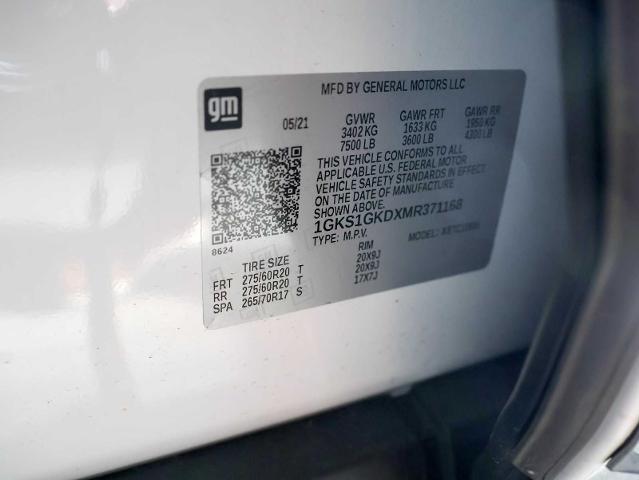 gm
MFD BY GENERAL MOTORS LLC
05/21 GVWR GAWR FRT GAWR RR
3402 KG 1633 KG 1950 KG
7500 LB 3600 LB 4300 LB
THIS VEHICLE CONFORMS TO ALL
APPLICABLE U.S. FEDERAL MOTOR
VEHICLE SAFETY STANDARDS IN EFFECT
ON THE DATE OF MANUFACTURE
SHOWN ABOVE.
1GKS1GKDXMR371168
TYPE: M.P.V. MODEL:
8624
TIRE SIZE RIM
FRT 275/60R20 T 20X9J
RR 275/60R20 T 20X9J
SPA 265/70R17 S 17X7J